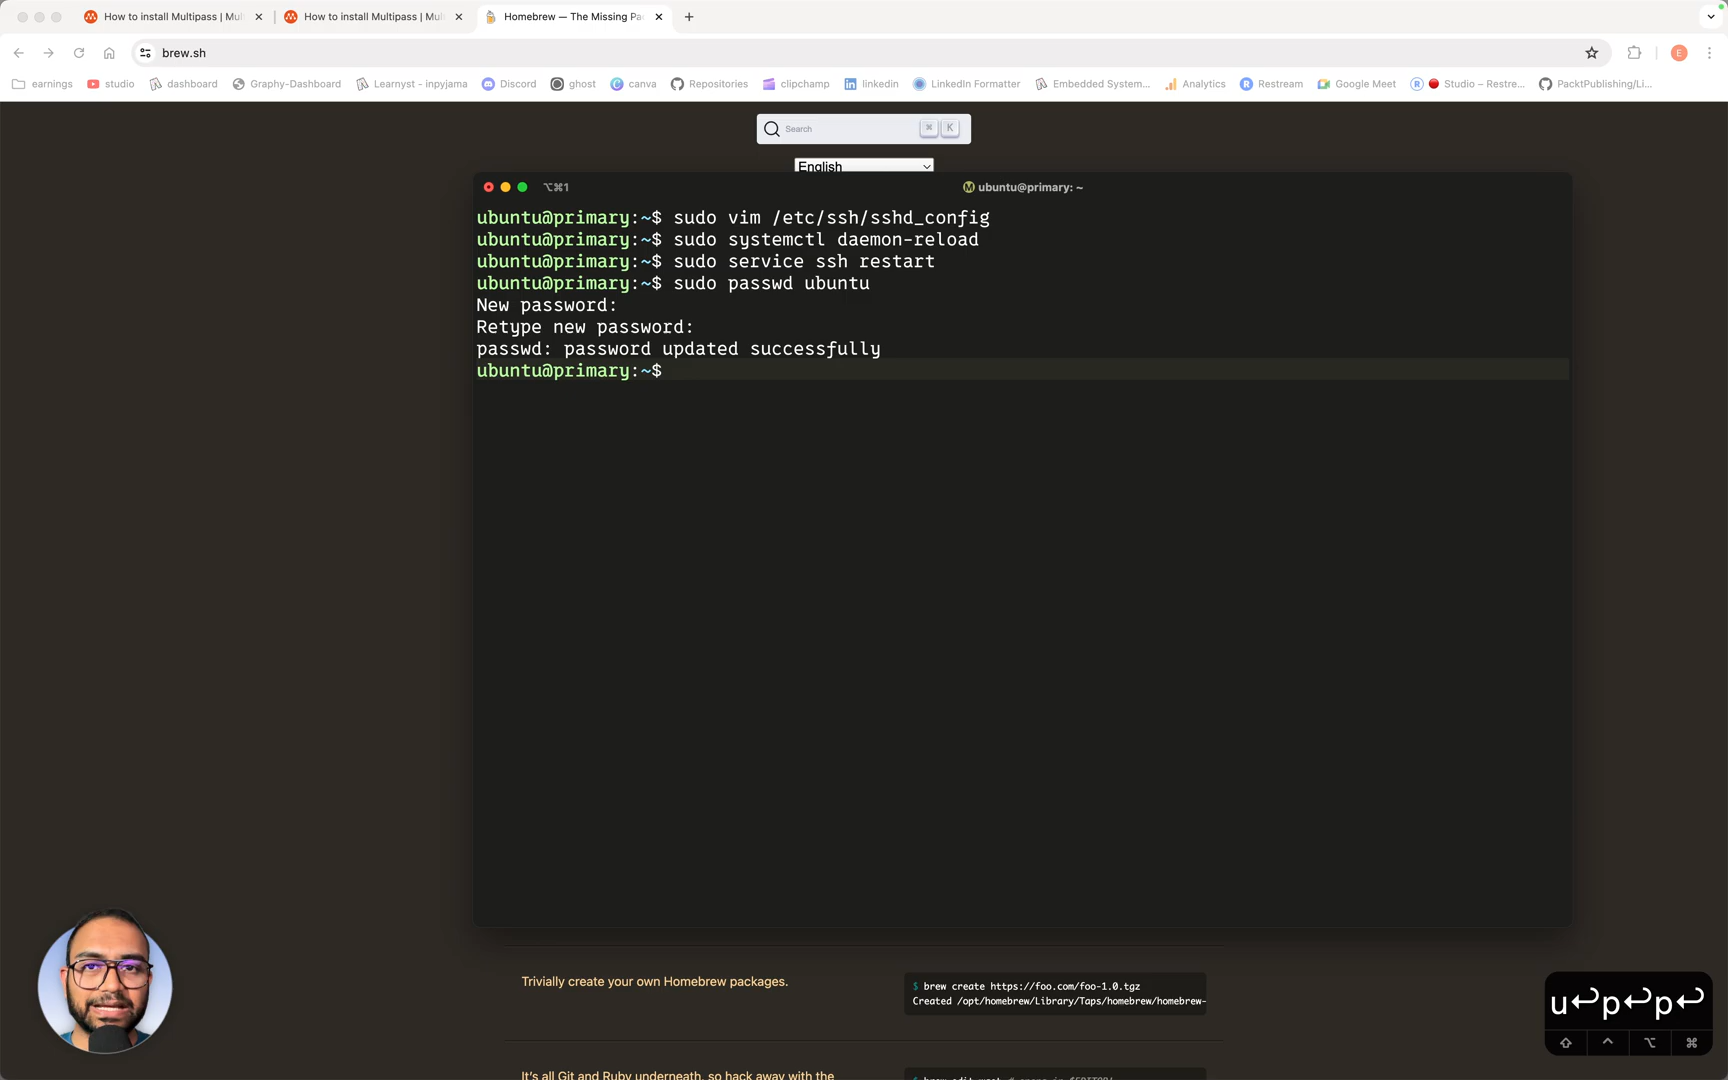 How to install Multipass | Mul
How to install Multipass | Mul
Homebrew — The Missing Pa
brew.sh
E
earnings
studio
dashboard
Graphy-Dashboard
Learnyst - inpyjama
Discord
ghost
canva
Repositories
clipchamp
linkedin
LinkedIn Formatter
Embedded System...
Analytics
Restream
Google Meet
Studio – Restre...
PacktPublishing/Li...
Search
⌘ K
English
⌥⌘1
ubuntu@primary: ~
ubuntu@primary:~$ sudo vim /etc/ssh/sshd_config
ubuntu@primary:~$ sudo systemctl daemon-reload
ubuntu@primary:~$ sudo service ssh restart
ubuntu@primary:~$ sudo passwd ubuntu
New password:
Retype new password:
passwd: password updated successfully
ubuntu@primary:~$
Trivially create your own Homebrew packages.
$ brew create https://foo.com/foo-1.0.tgz
Created /opt/homebrew/Library/Taps/homebrew/homebrew-
It's all Git and Ruby underneath, so hack away with the
u↩p↩p↩
⇧ ^ ⌥ ⌘